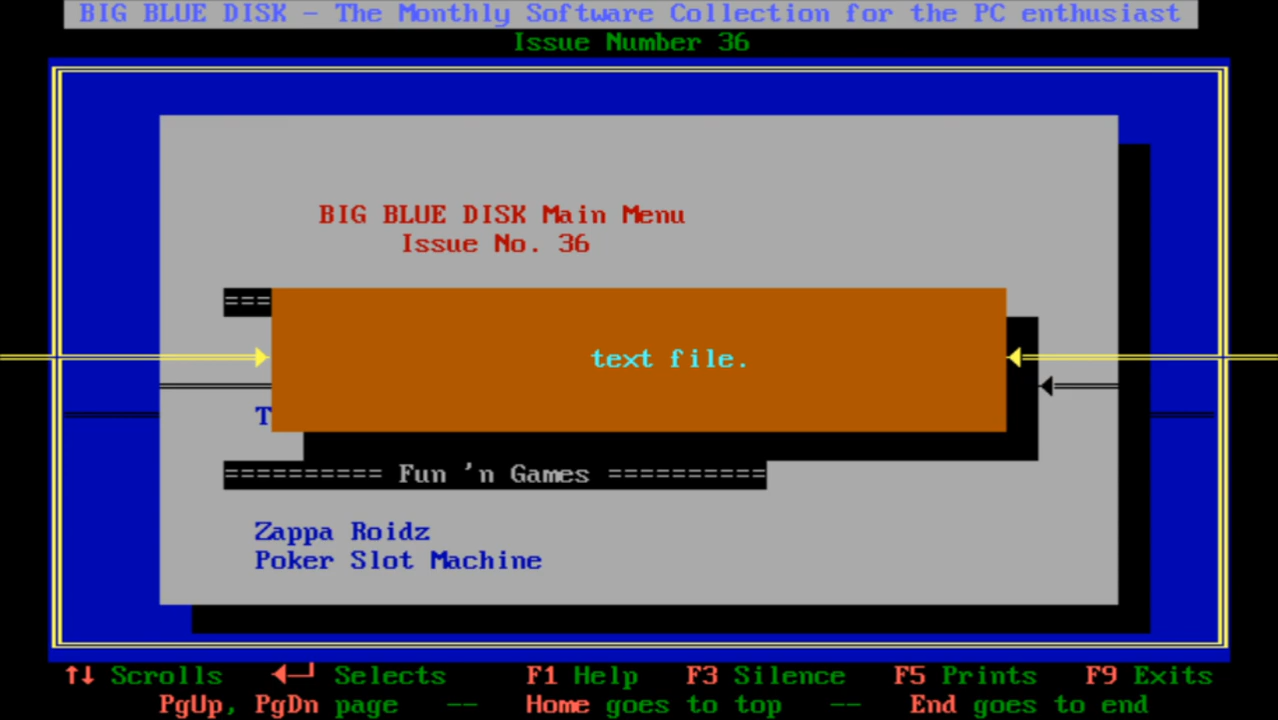 BIG BLUE DISK - The Monthly Software Collection for the PC enthusiast
Issue Number 36
BIG BLUE DISK Main Menu
Issue No. 36
===
text file.
T
========== Fun 'n Games ==========
Zappa Roidz
Poker Slot Machine
↑↓ Scrolls ◄─┘ Selects F1 Help F3 Silence F5 Prints F9 Exits
PgUp, PgDn page -- Home goes to top -- End goes to end